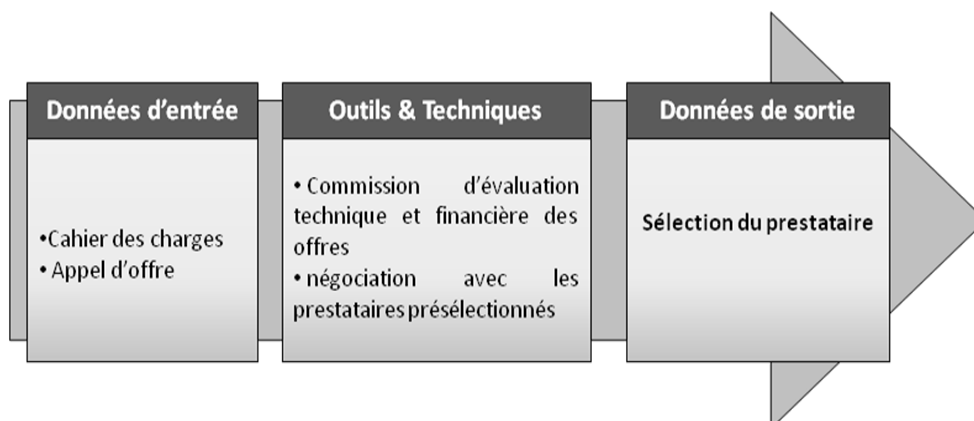 Données d'entrée
•Cahier des charges
• Appel d'offre
Outils & Techniques
• Commission d'évaluation
technique et financière des
offres
• négociation avec les
prestataires présélectionnés
Données de sortie
Sélection du prestataire